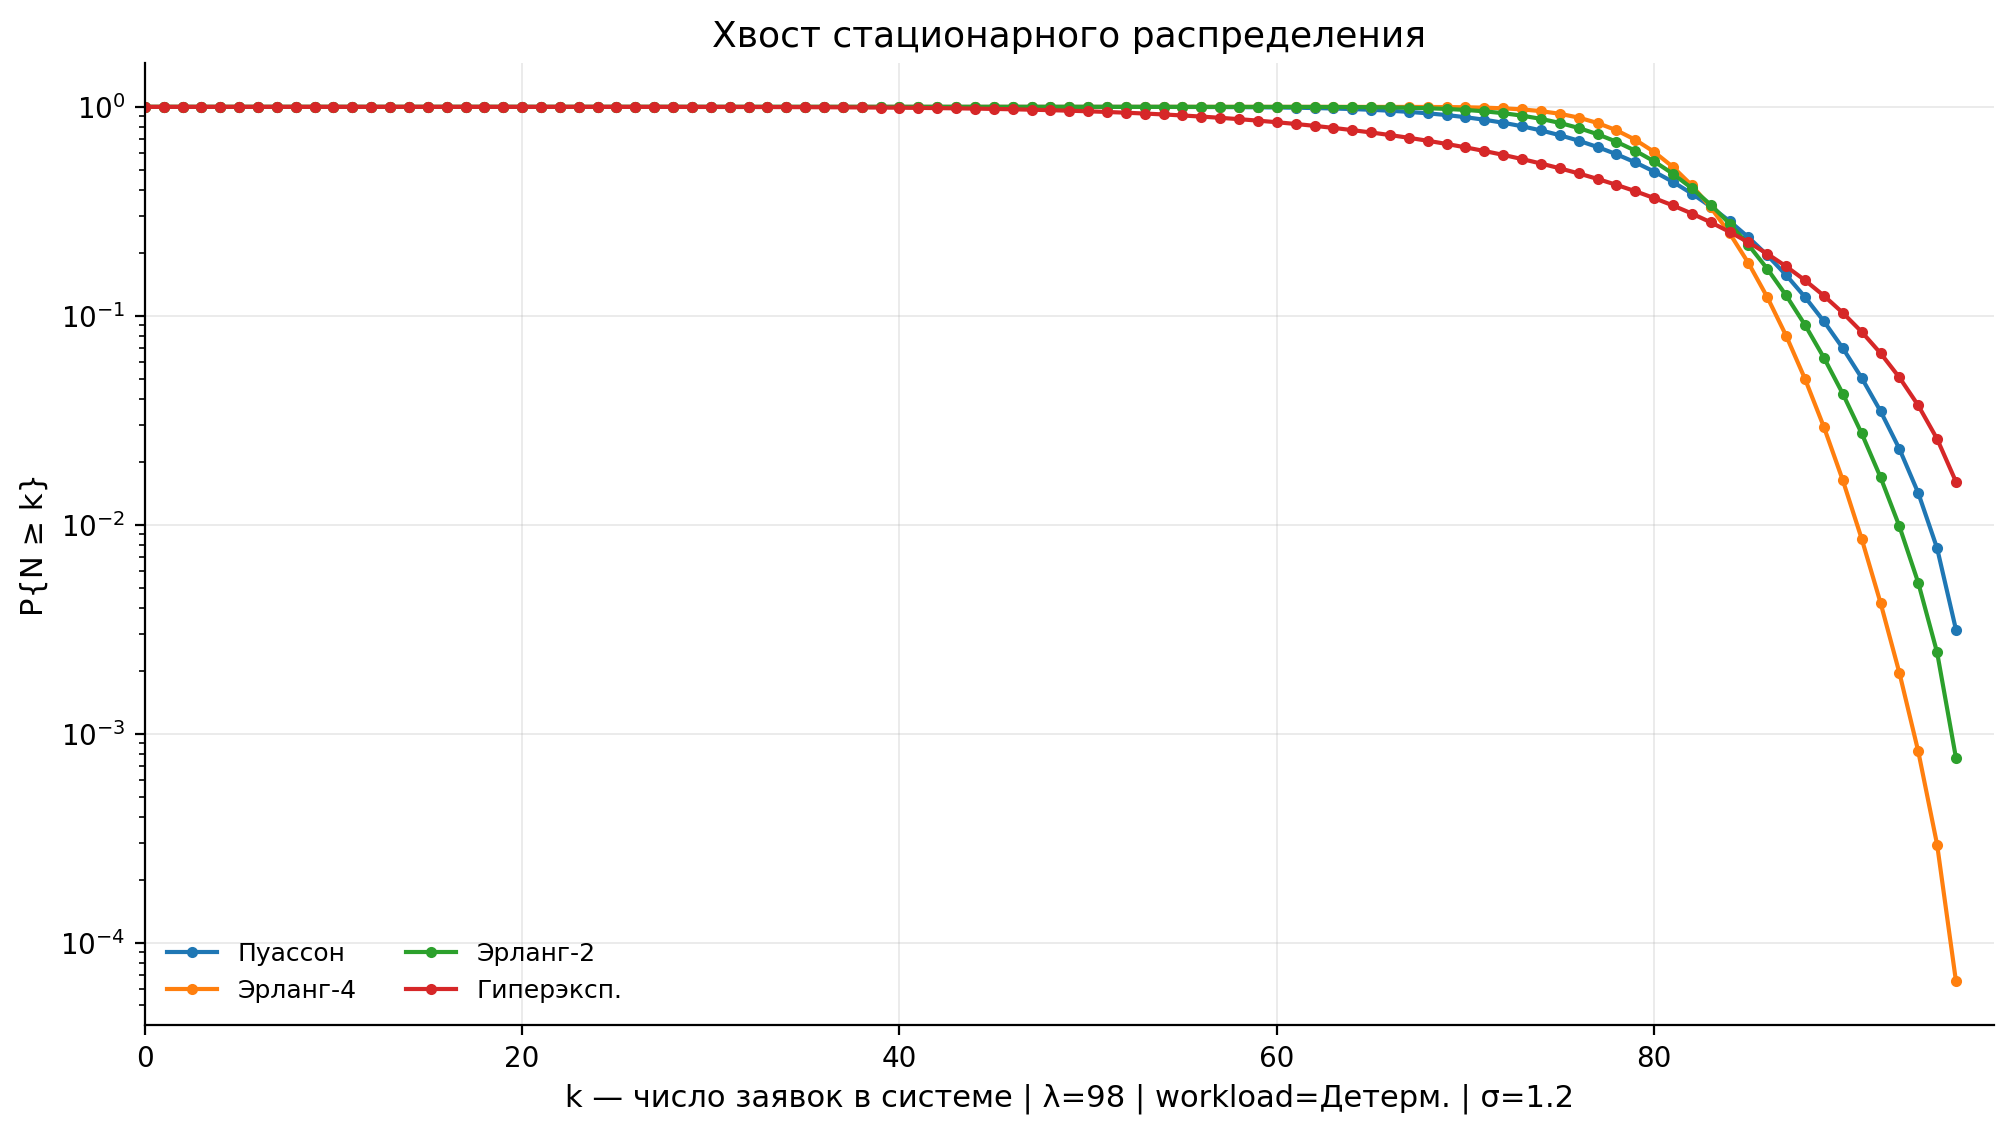 Хвост стационарного распределения
P{N ≥ k}
10⁰
10⁻¹
10⁻²
10⁻³
10⁻⁴
Пуассон
Эрланг-4
Эрланг-2
Гиперэксп.
0 20 40 60 80
k — число заявок в системе | λ=98 | workload=Детерм. | σ=1.2